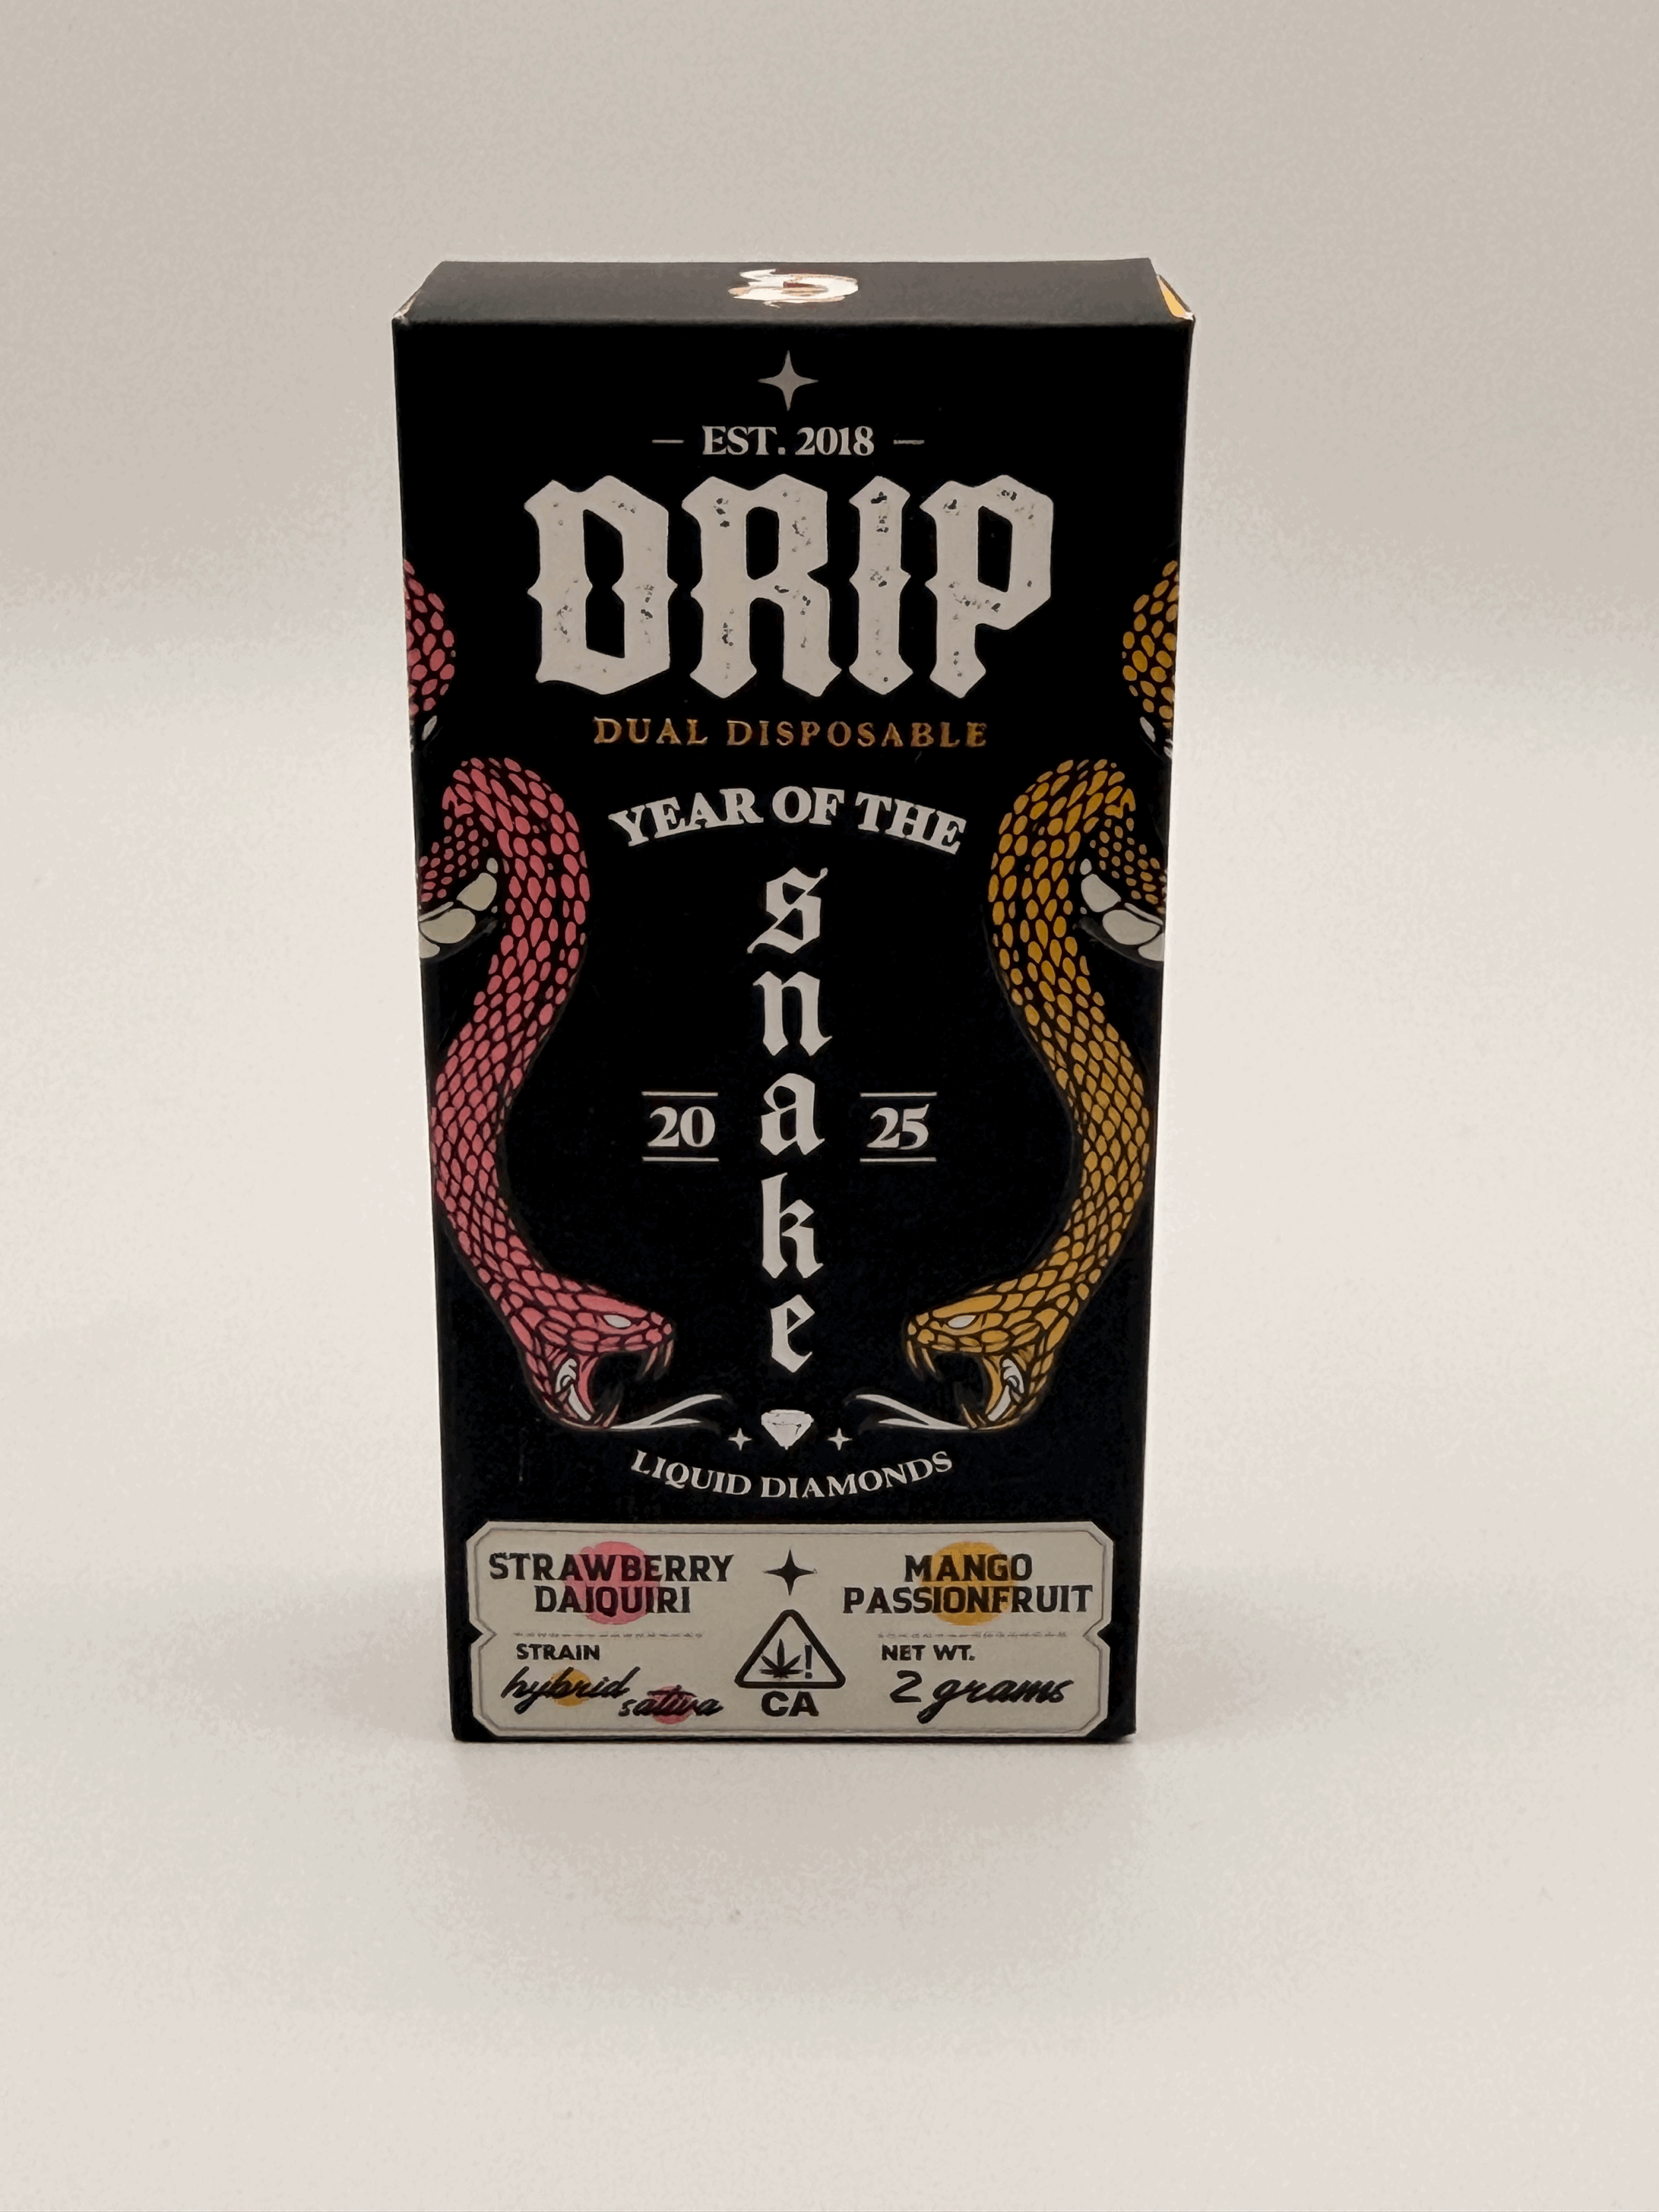 EST. 2018
DRIP
DUAL DISPOSABLE
YEAR OF THE
snake
20 25
LIQUID DIAMONDS
STRAWBERRY
DAIQUIRI
STRAIN
hybrid
sativa
CA
MANGO
PASSIONFRUIT
NET WT.
2 grams